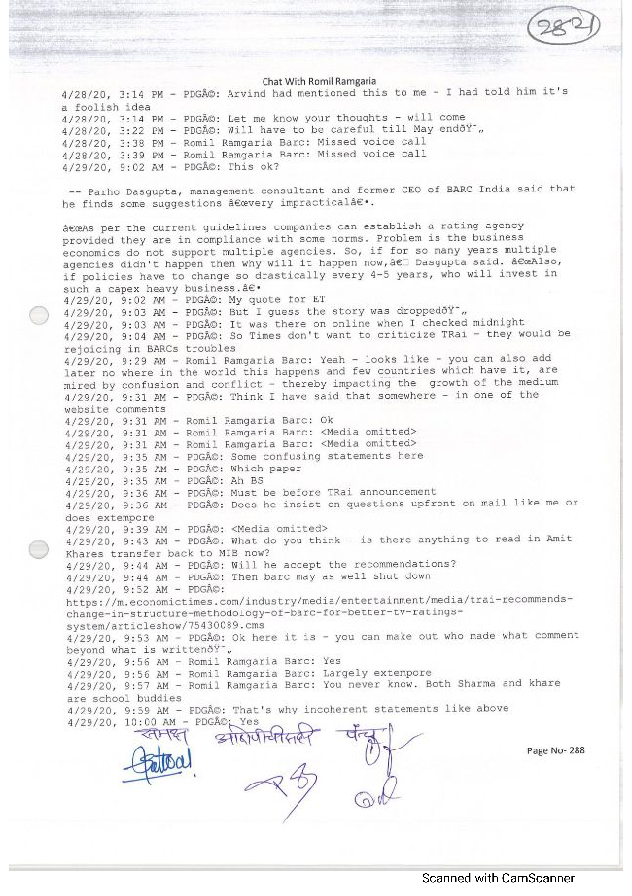 2821
Chat With Romil Ramgaria
4/28/20, 3:14 PM - PDGÃ©: Arvind had mentioned this to me - I had told him it's
a foolish idea
4/28/20, 3:14 PM - PDGÃ©: Let me know your thoughts - will come
4/28/20, 3:22 PM - PDGÃ©: Will have to be careful till May endðŸ˜„
4/28/20, 3:38 PM - Romil Ramgaria Barc: Missed voice call
4/28/20, 3:39 PM - Romil Ramgaria Barc: Missed voice call
4/29/20, 9:02 AM - PDGÃ©: This ok?
-- Partho Dasgupta, management consultant and former CEO of BARC India said that
he finds some suggestions â€œvery impracticalâ€•.
â€œAs per the current guidelines companies can establish a rating agency
provided they are in compliance with some norms. Problem is the business
economics do not support multiple agencies. So, if for so many years multiple
agencies didn't happen then why will it happen now,â€ Dasgupta said. â€œAlso,
if policies have to change so drastically every 4-5 years, who will invest in
such a capex heavy business.â€•
4/29/20, 9:02 AM - PDGÃ©: My quote for ET
4/29/20, 9:03 AM - PDGÃ©: But I guess the story was droppedðŸ˜„
4/29/20, 9:03 AM - PDGÃ©: It was there on online when I checked midnight
4/29/20, 9:04 AM - PDGÃ©: So Times don't want to criticize TRai - they would be
rejoicing in BARCs troubles
4/29/20, 9:29 AM - Romil Ramgaria Barc: Yeah - looks like - you can also add
later no where in the world this happens and few countries which have it, are
mired by confusion and conflict - thereby impacting the growth of the medium
4/29/20, 9:31 AM - PDGÃ©: Think I have said that somewhere - in one of the
website comments
4/29/20, 9:31 AM - Romil Ramgaria Barc: Ok
4/29/20, 9:31 AM - Romil Ramgaria Barc: <Media omitted>
4/29/20, 9:31 AM - Romil Ramgaria Barc: <Media omitted>
4/29/20, 9:35 AM - PDGÃ©: Some confusing statements here
4/29/20, 9:35 AM - PDGÃ©: Which paper
4/29/20, 9:35 AM - PDGÃ©: Ah BS
4/29/20, 9:36 AM - PDGÃ©: Must be before TRai announcement
4/29/20, 9:36 AM - PDGÃ©: Does he insist on questions upfront on mail like me or
does extempore
4/29/20, 9:39 AM - PDGÃ©: <Media omitted>
4/29/20, 9:43 AM - PDGÃ©: What do you think - is there anything to read in Amit
Khares transfer back to MIB now?
4/29/20, 9:44 AM - PDGÃ©: Will he accept the recommendations?
4/29/20, 9:44 AM - PDGÃ©: Then barc may as well shut down
4/29/20, 9:52 AM - PDGÃ©:
https://m.economictimes.com/industry/media/entertainment/media/trai-recommends-
change-in-structure-methodology-of-barc-for-better-tv-ratings-
system/articleshow/75430089.cms
4/29/20, 9:53 AM - PDGÃ©: Ok here it is - you can make out who made what comment
beyond what is writtenðŸ˜„
4/29/20, 9:56 AM - Romil Ramgaria Barc: Yes
4/29/20, 9:56 AM - Romil Ramgaria Barc: Largely extempore
4/29/20, 9:57 AM - Romil Ramgaria Barc: You never know. Both Sharma and khare
are school buddies
4/29/20, 9:59 AM - PDGÃ©: That's why incoherent statements like above
4/29/20, 10:00 AM - PDGÃ©: Yes
समक्ष
Page No- 288
Scanned with CamScanner